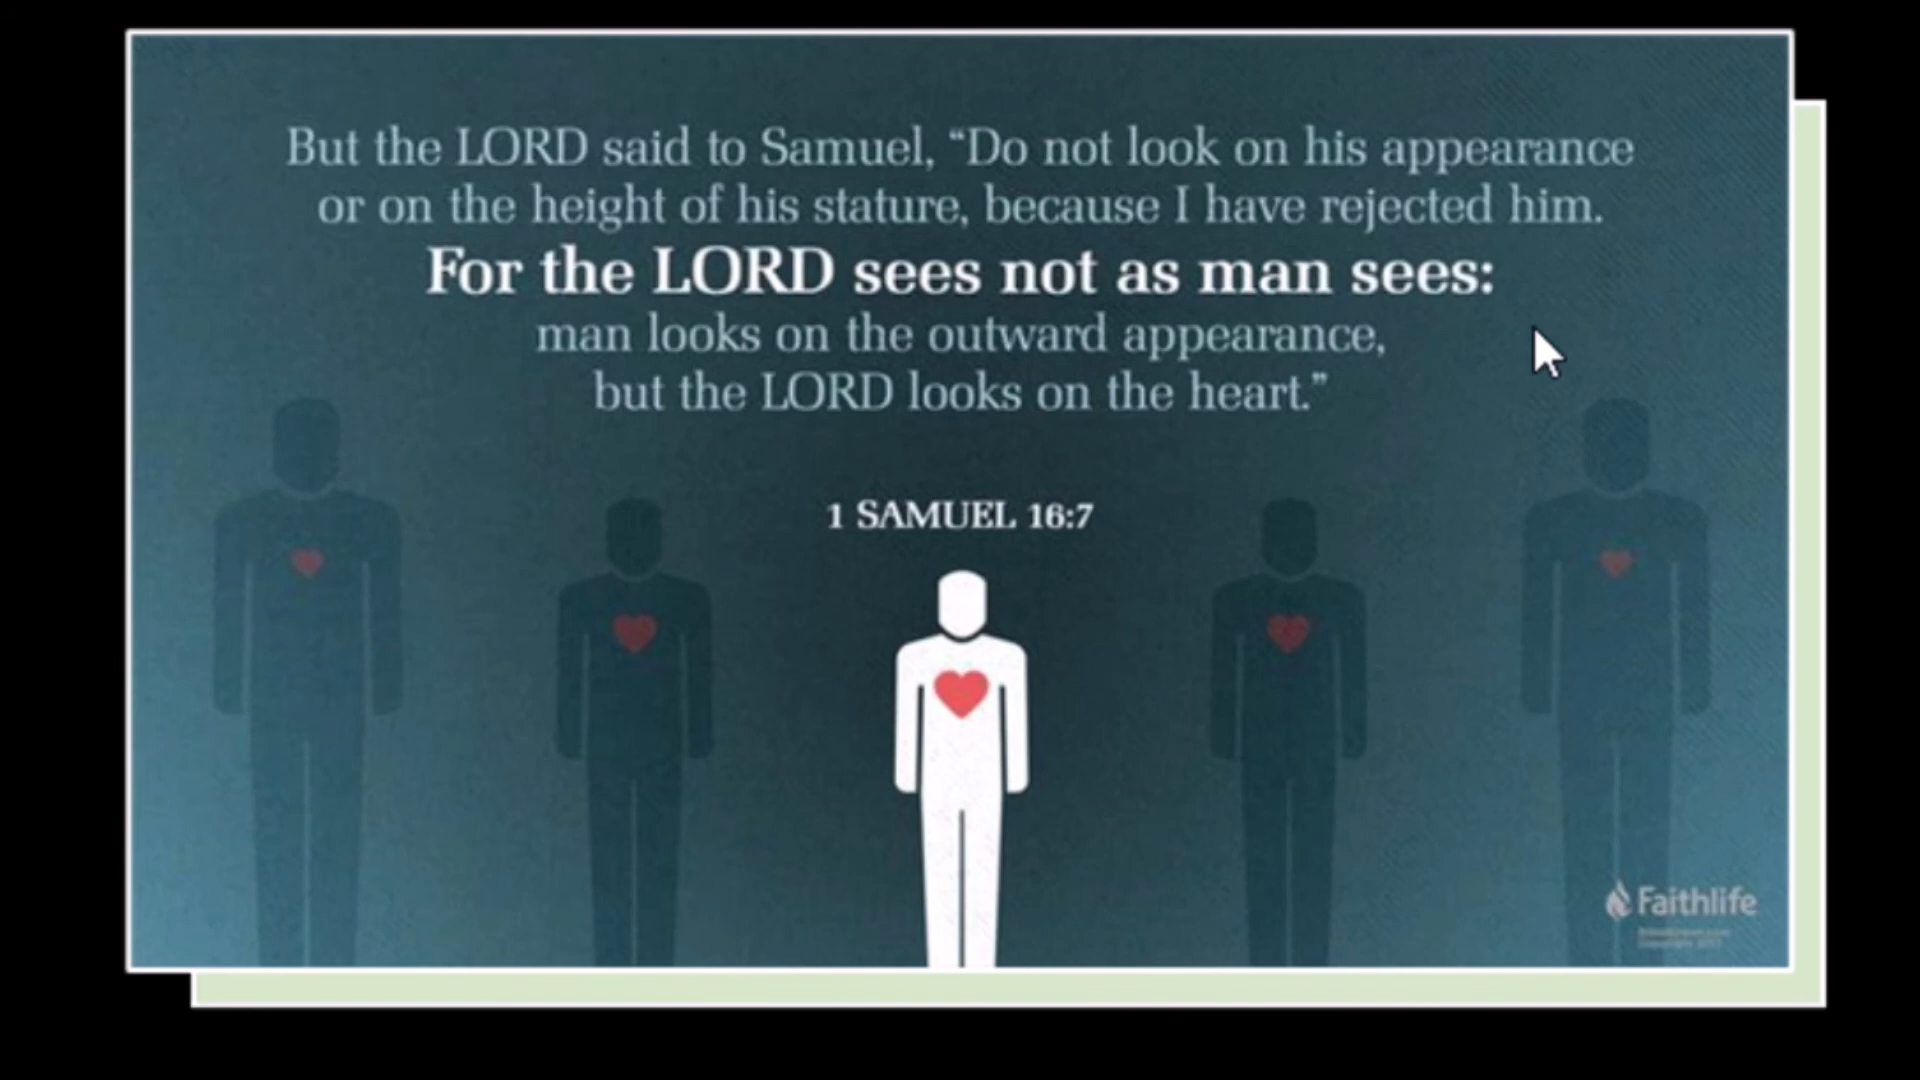 But the LORD said to Samuel, “Do not look on his appearance
or on the height of his stature, because I have rejected him.
For the LORD sees not as man sees:
man looks on the outward appearance,
but the LORD looks on the heart.”
1 SAMUEL 16:7
Faithlife